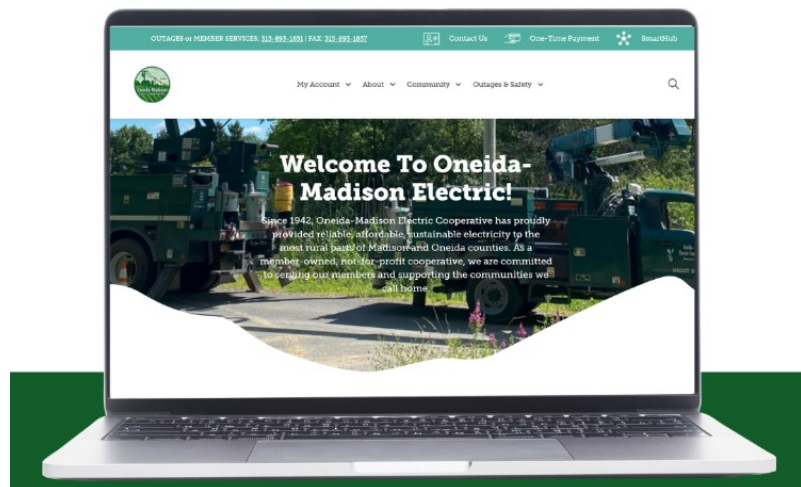 OUTAGES or MEMBER SERVICES: 315-893-1851 | FAX: 315-893-1857
Contact Us
One-Time Payment
SmartHub
Oneida-Madison
My Account
About
Community
Outages & Safety
Welcome To Oneida-
Madison Electric!
Since 1942, Oneida-Madison Electric Cooperative has proudly
provided reliable, affordable, sustainable electricity to the
most rural parts of Madison and Oneida counties. As a
member-owned, not-for-profit cooperative, we are committed
to serving our members and supporting the communities we
call home.